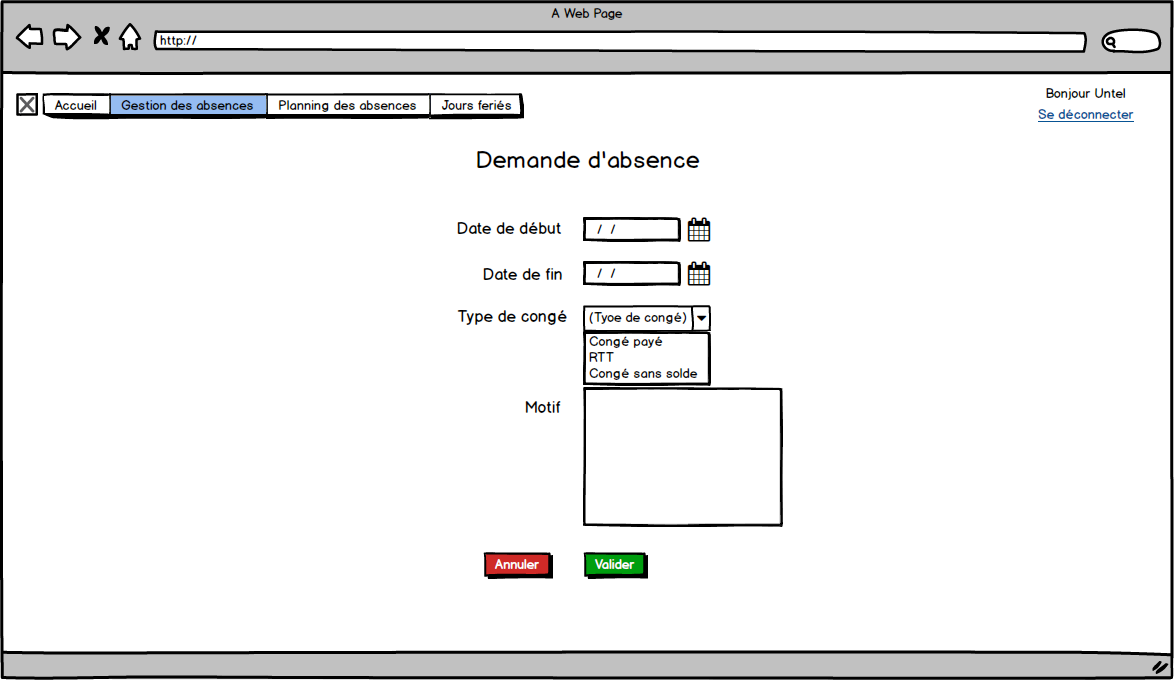 A Web Page
http://
Accueil Gestion des absences Planning des absences Jours feriés
Bonjour Untel
Se déconnecter
Demande d'absence
Date de début / /
Date de fin / /
Type de congé (Tyoe de congé)
Congé payé
RTT
Congé sans solde
Motif
Annuler Valider